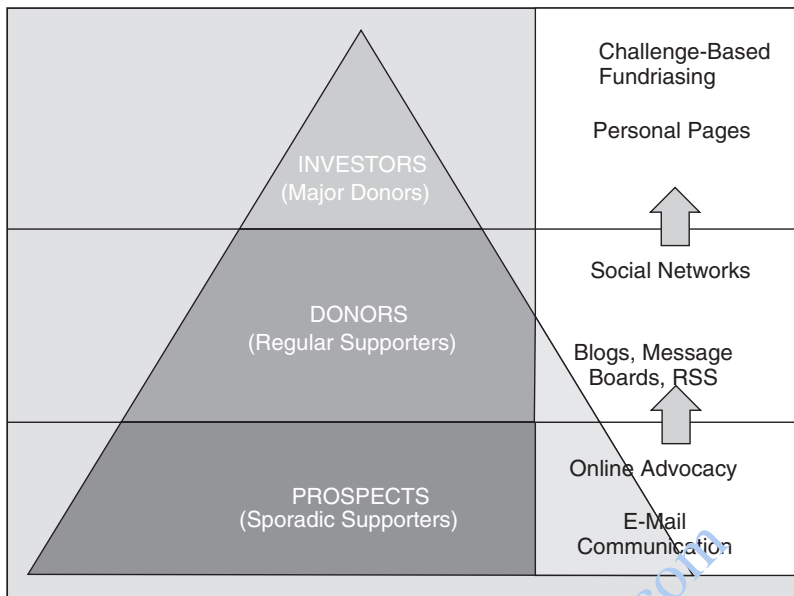 Challenge-Based
Fundriasing
Personal Pages
INVESTORS
(Major Donors)
Social Networks
DONORS
(Regular Supporters)
Blogs, Message
Boards, RSS
Online Advocacy
PROSPECTS
(Sporadic Supporters)
E-Mail
Communication
com